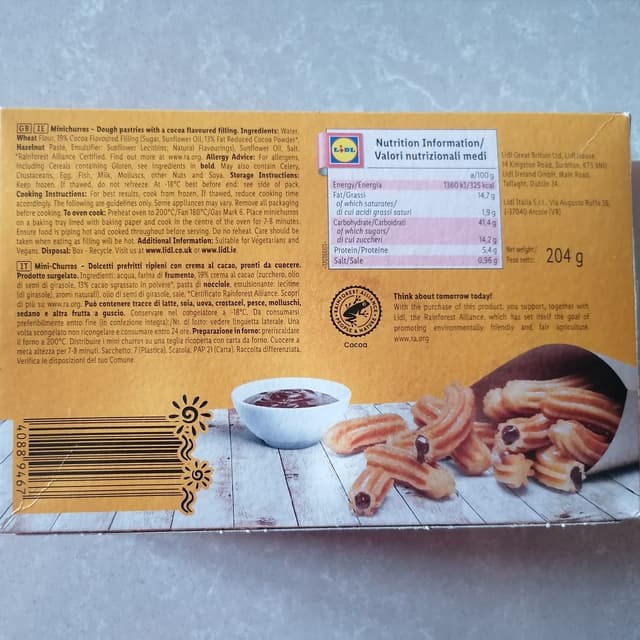 GB IE Minichurros - Dough pastries with a cocoa flavoured filling. Ingredients: Water,
Wheat Flour, 19% Cocoa Flavoured Filling (Sugar, Sunflower Oil, 13% Fat Reduced Cocoa Powder*,
Hazelnut Paste, Emulsifier: Sunflower Lecithins; Natural Flavourings), Sunflower Oil, Salt.
*Rainforest Alliance Certified. Find out more at www.ra.org. Allergy Advice: For allergens,
including Cereals containing Gluten, see ingredients in bold. May also contain Celery,
Crustaceans, Egg, Fish, Milk, Molluscs, other Nuts and Soya. Storage Instructions:
Keep frozen. If thawed, do not refreeze. At -18°C best before end: see side of pack.
Cooking Instructions: For best results, cook from frozen. If thawed, reduce cooking time
accordingly. The following are guidelines only. Some appliances may vary. Remove all packaging
before cooking. To oven cook: Preheat oven to 200°C/Fan 180°C/Gas Mark 6. Place minichurros
on a baking tray lined with baking paper and cook in the centre of the oven for 7-8 minutes.
Ensure food is piping hot and cooked throughout before serving. Do no reheat. Care should be
taken when eating as filling will be hot. Additional Information: Suitable for Vegetarians and
Vegans. Disposal: Box - Recycle. Visit us at www.lidl.co.uk or www.lidl.ie
IT Mini-Churros - Dolcetti prefritti ripieni con crema al cacao, pronti da cuocere.
Prodotto surgelato. Ingredienti: acqua, farina di frumento, 19% crema al cacao (zucchero, olio
di semi di girasole, 13% cacao sgrassato in polvere*, pasta di nocciole, emulsionante: lecitine
(di girasole); aromi naturali), olio di semi di girasole, sale. *Certificato Rainforest Alliance. Scopri
di più su www.ra.org. Può contenere tracce di latte, soia, uova, crostacei, pesce, molluschi,
sedano e altra frutta a guscio. Conservare nel congelatore a -18°C. Da consumarsi
preferibilmente entro fine (in confezione integra)/Nr. di lotto: vedere linguetta laterale. Una
volta scongelato non ricongelare e consumare entro 24 ore. Preparazione in forno: preriscaldare
il forno a 200°C. Distribuire i mini churros su una teglia ricoperta con carta da forno. Cuocere a
metà altezza per 7-8 minuti. Sacchetto: 7 (Plastica). Scatola: PAP 21 (Carta). Raccolta differenziata.
Verifica le disposizioni del tuo Comune.
LIDL
Nutrition Information/
Valori nutrizionali medi
ø/100 g
Energy/Energia 1360 kJ/325 kcal
Fat/Grassi 14,7 g
of which saturates/
di cui acidi grassi saturi 1,9 g
Carbohydrate/Carboidrati 41,4 g
of which sugars/
di cui zuccheri 14,2 g
Protein/Proteine 5,4 g
Salt/Sale 0,96 g
Lidl Great Britain Ltd, Lidl House,
14 Kingston Road, Surbiton, KT5 9NU
Lidl Ireland GmbH, Main Road,
Tallaght, Dublin 24.
Lidl Italia S.r.l., Via Augusto Ruffo 36,
I-37040 Arcole (VR)
Net weight/
Peso netto: 204 g
RAINFOREST ALLIANCE
PEOPLE & NATURE
Cocoa
Think about tomorrow today!
With the purchase of this product, you support, together with
Lidl, the Rainforest Alliance, which has set itself the goal of
promoting environmentally friendly and fair agriculture.
www.ra.org
4088 9467